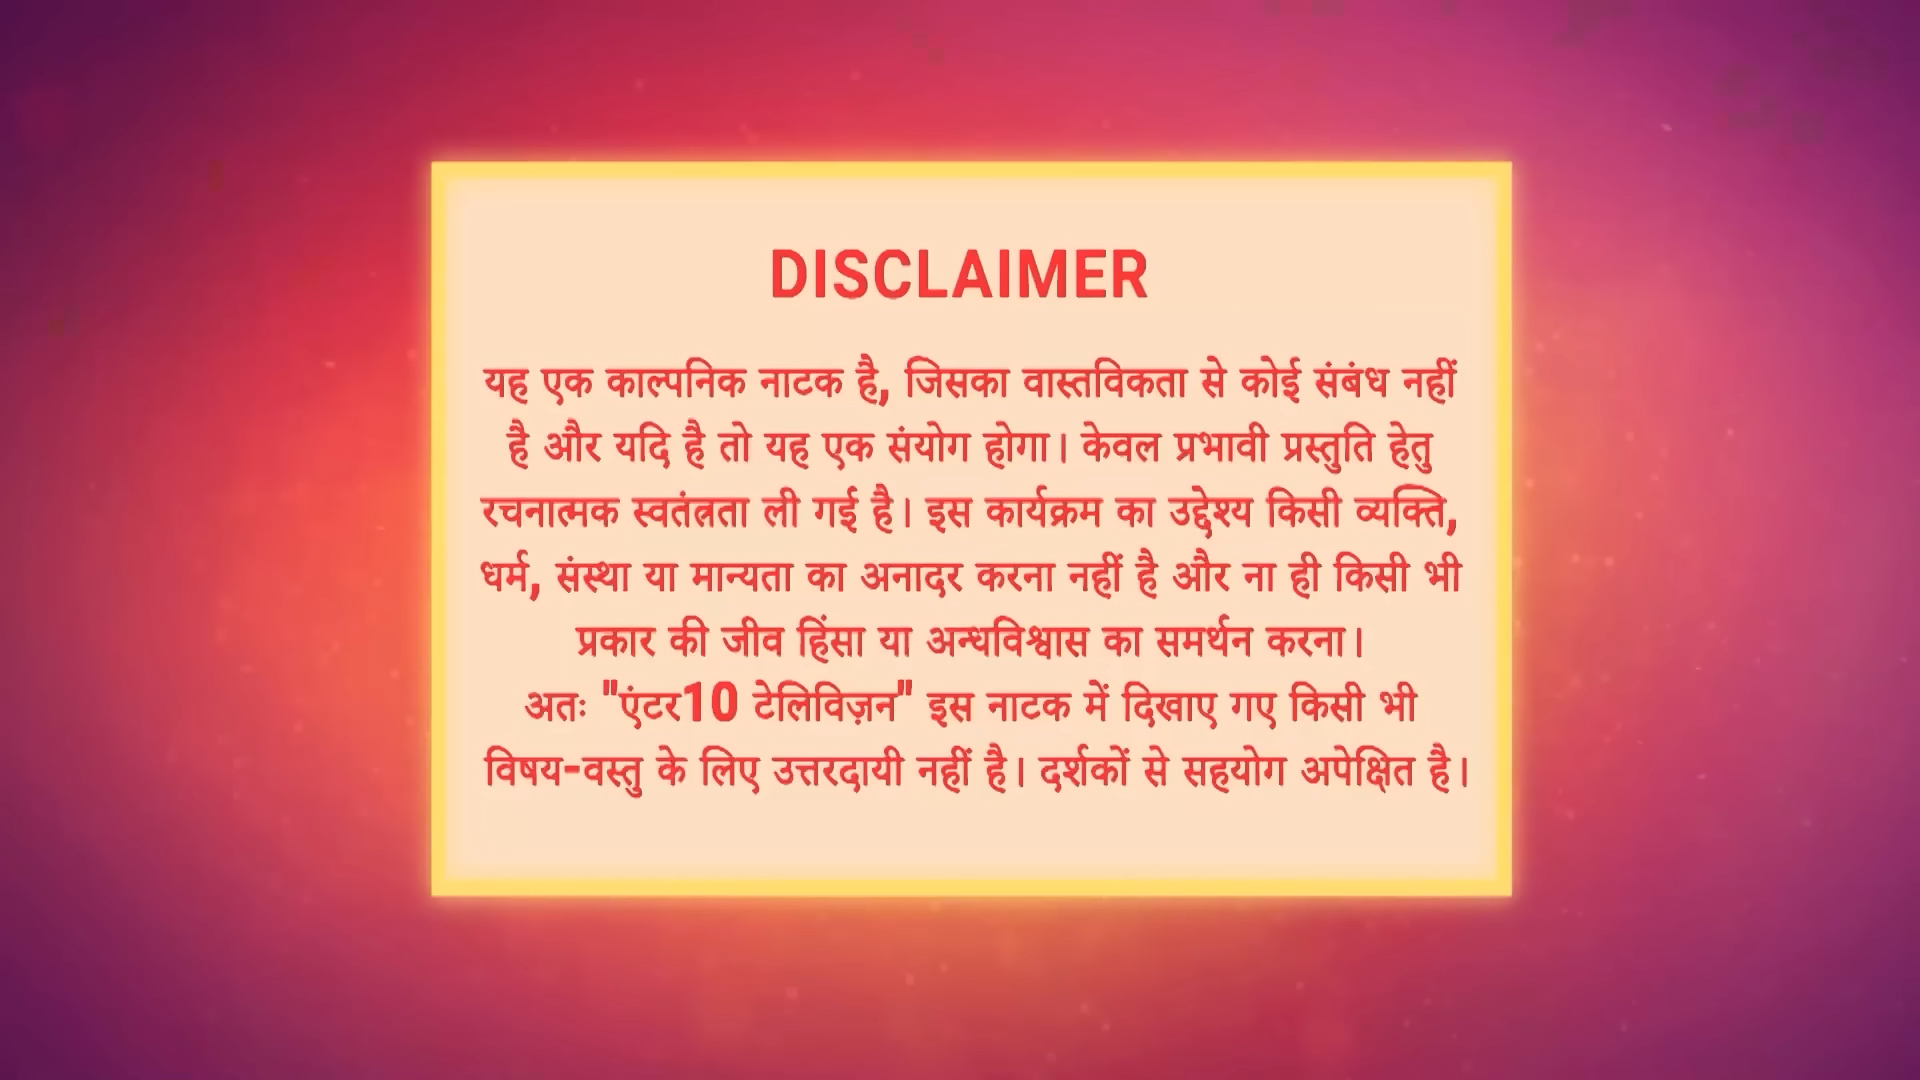 DISCLAIMER
यह एक काल्पनिक नाटक है, जिसका वास्तविकता से कोई संबंध नहीं
है और यदि है तो यह एक संयोग होगा। केवल प्रभावी प्रस्तुति हेतु
रचनात्मक स्वतंत्रता ली गई है। इस कार्यक्रम का उद्देश्य किसी व्यक्ति,
धर्म, संस्था या मान्यता का अनादर करना नहीं है और ना ही किसी भी
प्रकार की जीव हिंसा या अन्धविश्वास का समर्थन करना।
अतः "एंटर10 टेलिविज़न" इस नाटक में दिखाए गए किसी भी
विषय-वस्तु के लिए उत्तरदायी नहीं है। दर्शकों से सहयोग अपेक्षित है।